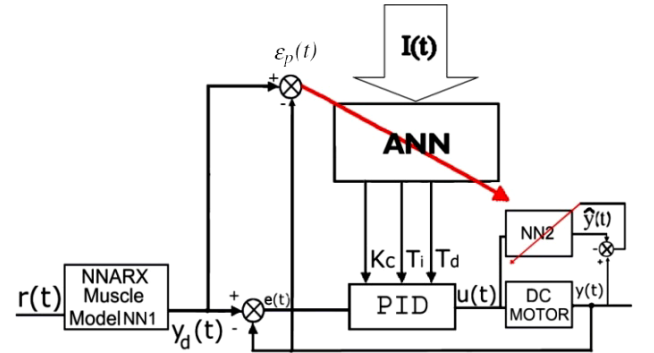 I(t)
εp(t)
+
-
ANN
Kc Ti Td
NN2
ŷ(t)
-
+
r(t)
NNARX
Muscle
Model NN1
yd(t)
+
-
e(t)
PID
u(t)
DC
MOTOR
y(t)